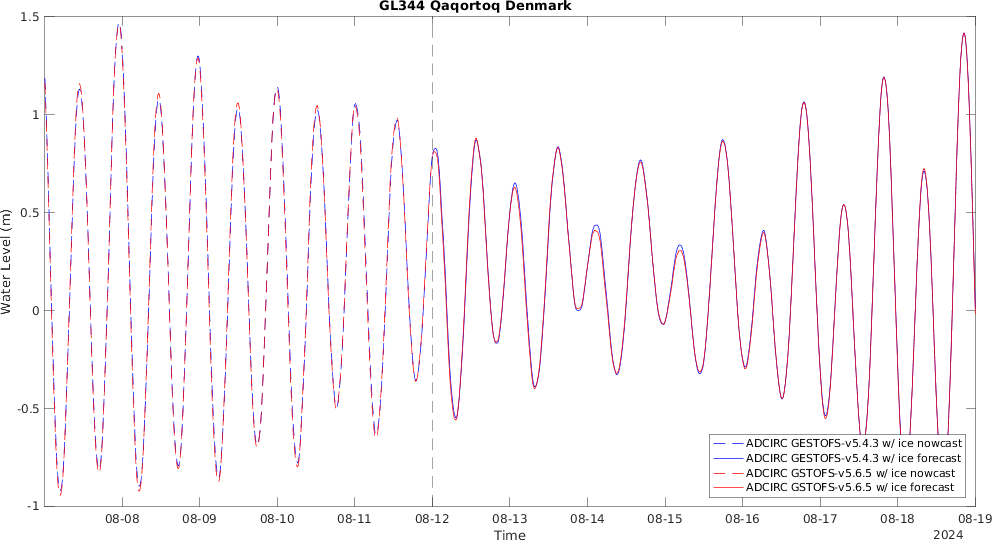 GL344 Qaqortoq Denmark
Water Level (m)
1.5
1
0.5
0
-0.5
-1
ADCIRC GESTOFS-v5.4.3 w/ ice nowcast
ADCIRC GESTOFS-v5.4.3 w/ ice forecast
ADCIRC GSTOFS-v5.6.5 w/ ice nowcast
ADCIRC GSTOFS-v5.6.5 w/ ice forecast
08-08 08-09 08-10 08-11 08-12 08-13 08-14 08-15 08-16 08-17 08-18 08-19
Time
2024